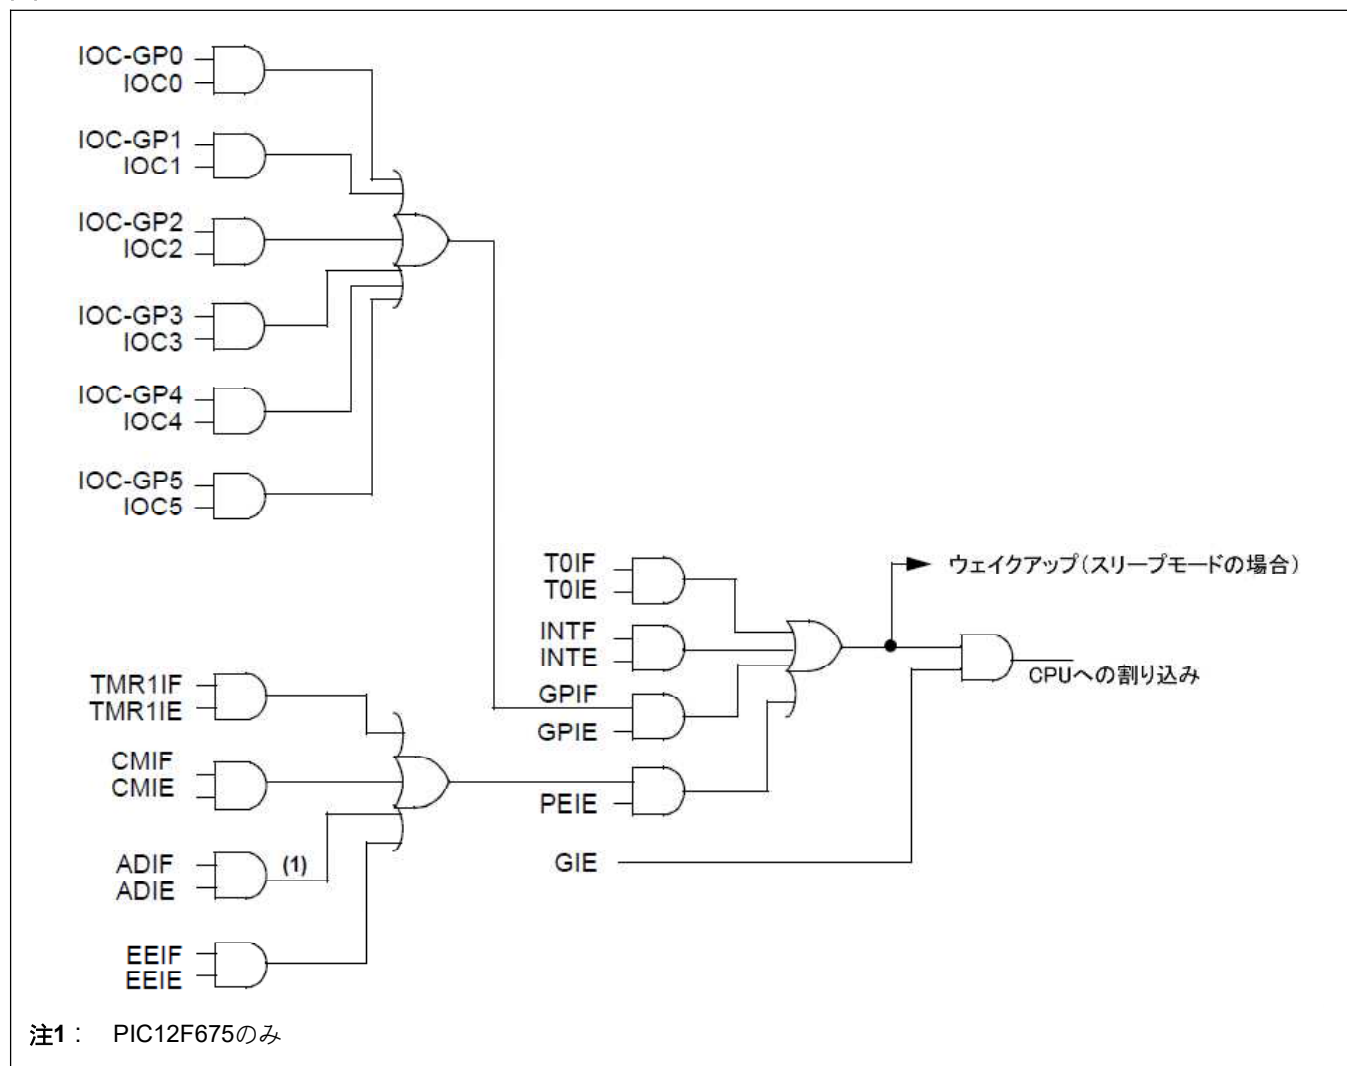 IOC-GP0
IOC0
IOC-GP1
IOC1
IOC-GP2
IOC2
IOC-GP3
IOC3
IOC-GP4
IOC4
IOC-GP5
IOC5
T0IF
T0IE
ウェイクアップ(スリープモードの場合)
INTF
INTE
CPUへの割り込み
TMR1IF
TMR1IE
GPIF
GPIE
CMIF
CMIE
PEIE
ADIF
(1)
ADIE
GIE
EEIF
EEIE
注1： PIC12F675のみ